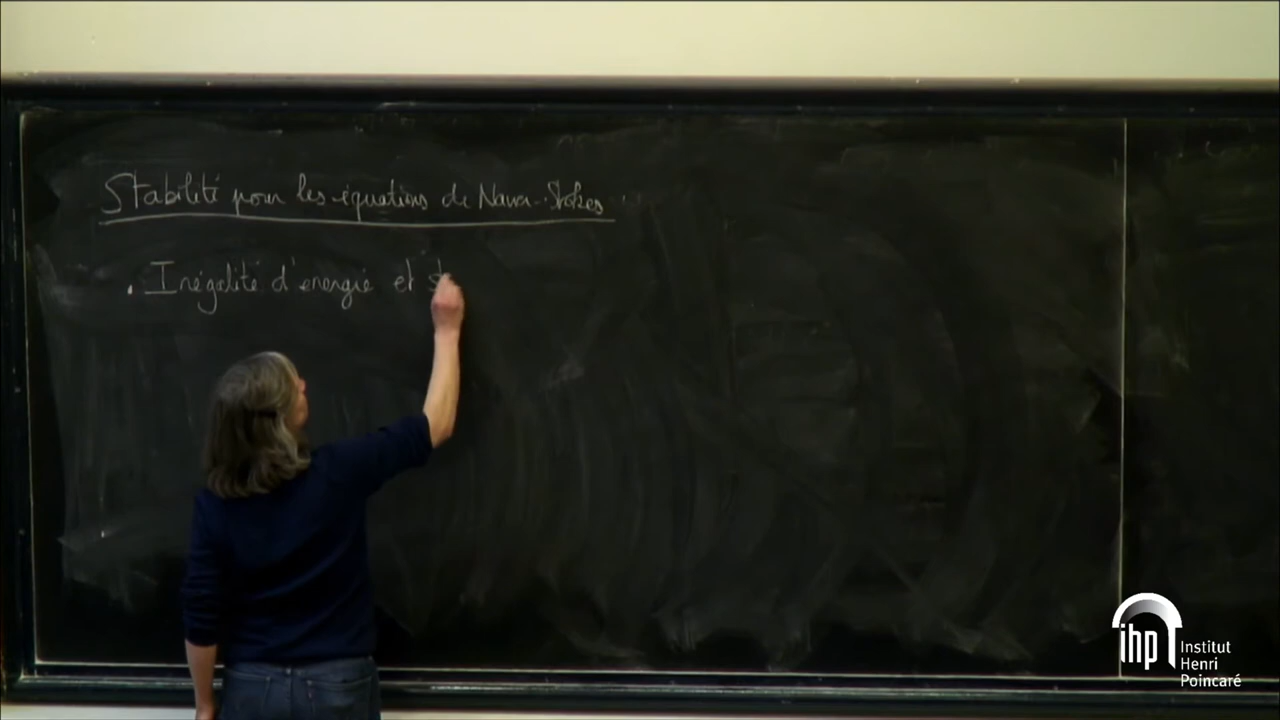 Stabilité pour les équations de Navier-Stokes
. Inégalité d'énergie et st
ihp Institut
Henri
Poincaré